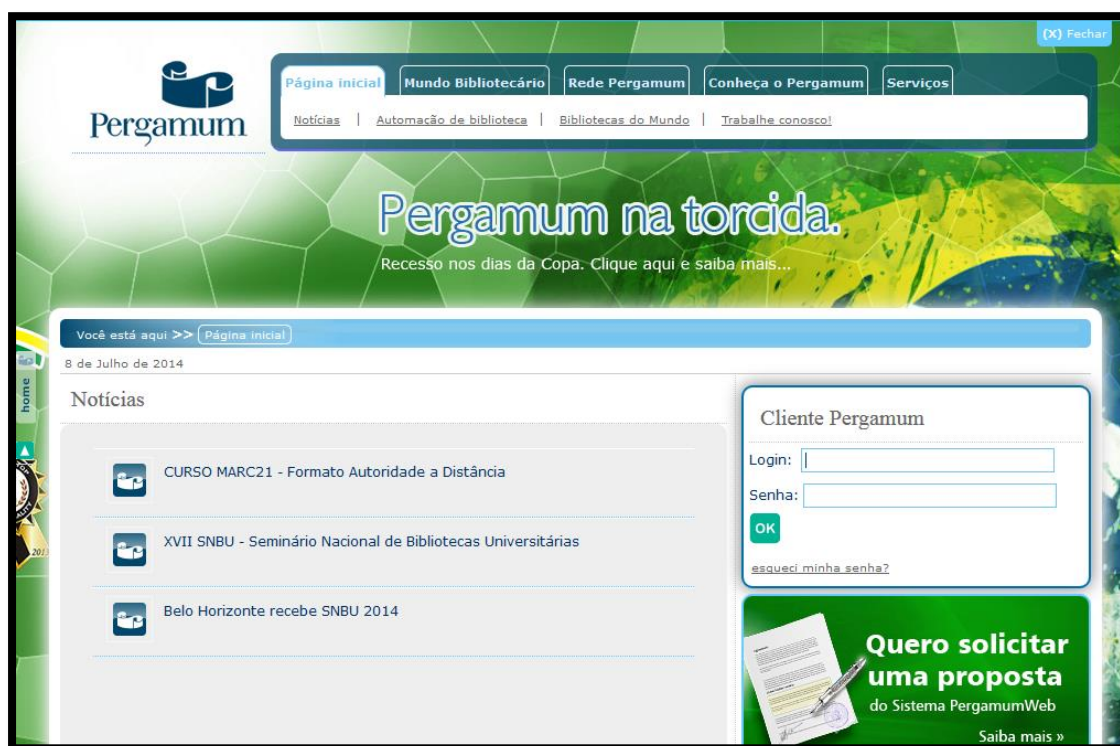 (X) Fechar
Pergamum
Página inicial
Mundo Bibliotecário
Rede Pergamum
Conheça o Pergamum
Serviços
Notícias | Automação de biblioteca | Bibliotecas do Mundo | Trabalhe conosco!
Pergamum na torcida.
Recesso nos dias da Copa. Clique aqui e saiba mais...
Você está aqui >> Página inicial
8 de Julho de 2014
home
2013
Notícias
CURSO MARC21 - Formato Autoridade a Distância
XVII SNBU - Seminário Nacional de Bibliotecas Universitárias
Belo Horizonte recebe SNBU 2014
Cliente Pergamum
Login:
Senha:
OK
esqueci minha senha?
Quero solicitar
uma proposta
do Sistema PergamumWeb
Saiba mais »